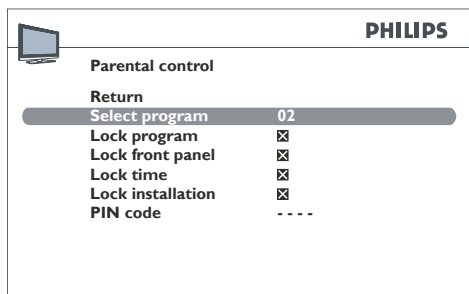 PHILIPS
Parental control
Return
Select program 02
Lock program ☒
Lock front panel ☒
Lock time ☒
Lock installation ☒
PIN code - - - -